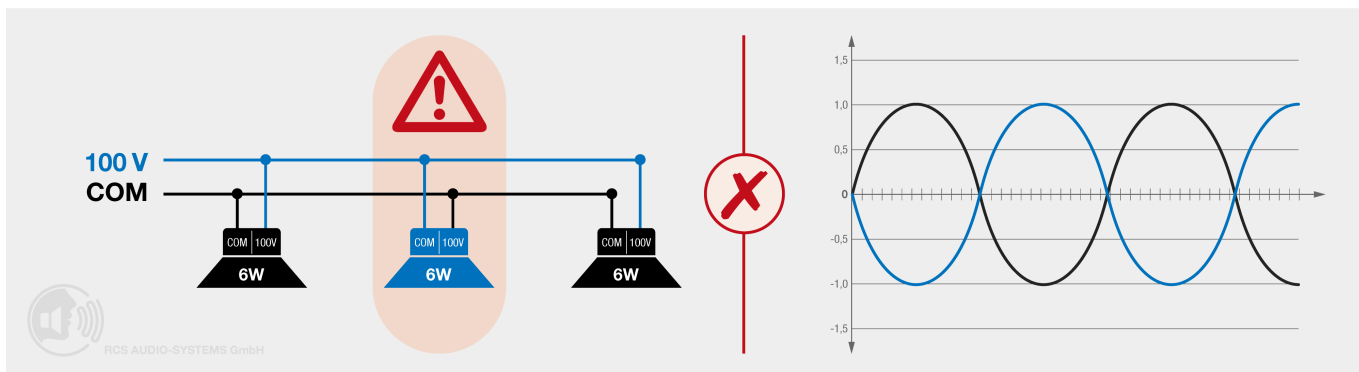 100 V
COM
COM 100V
6W
COM 100V
6W
COM 100V
6W
RCS AUDIO-SYSTEMS GmbH
1,5
1,0
0,5
0
-0,5
-1,0
-1,5